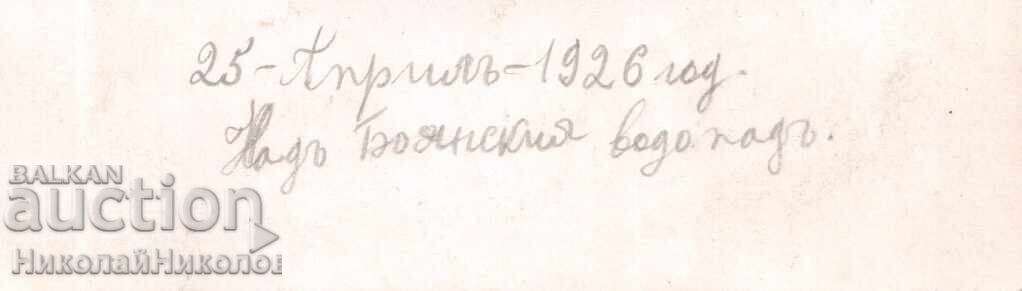 25-Априлъ-1926 год.
Надъ Боянския водопадъ.
BALKAN
auction
НиколайНиколов